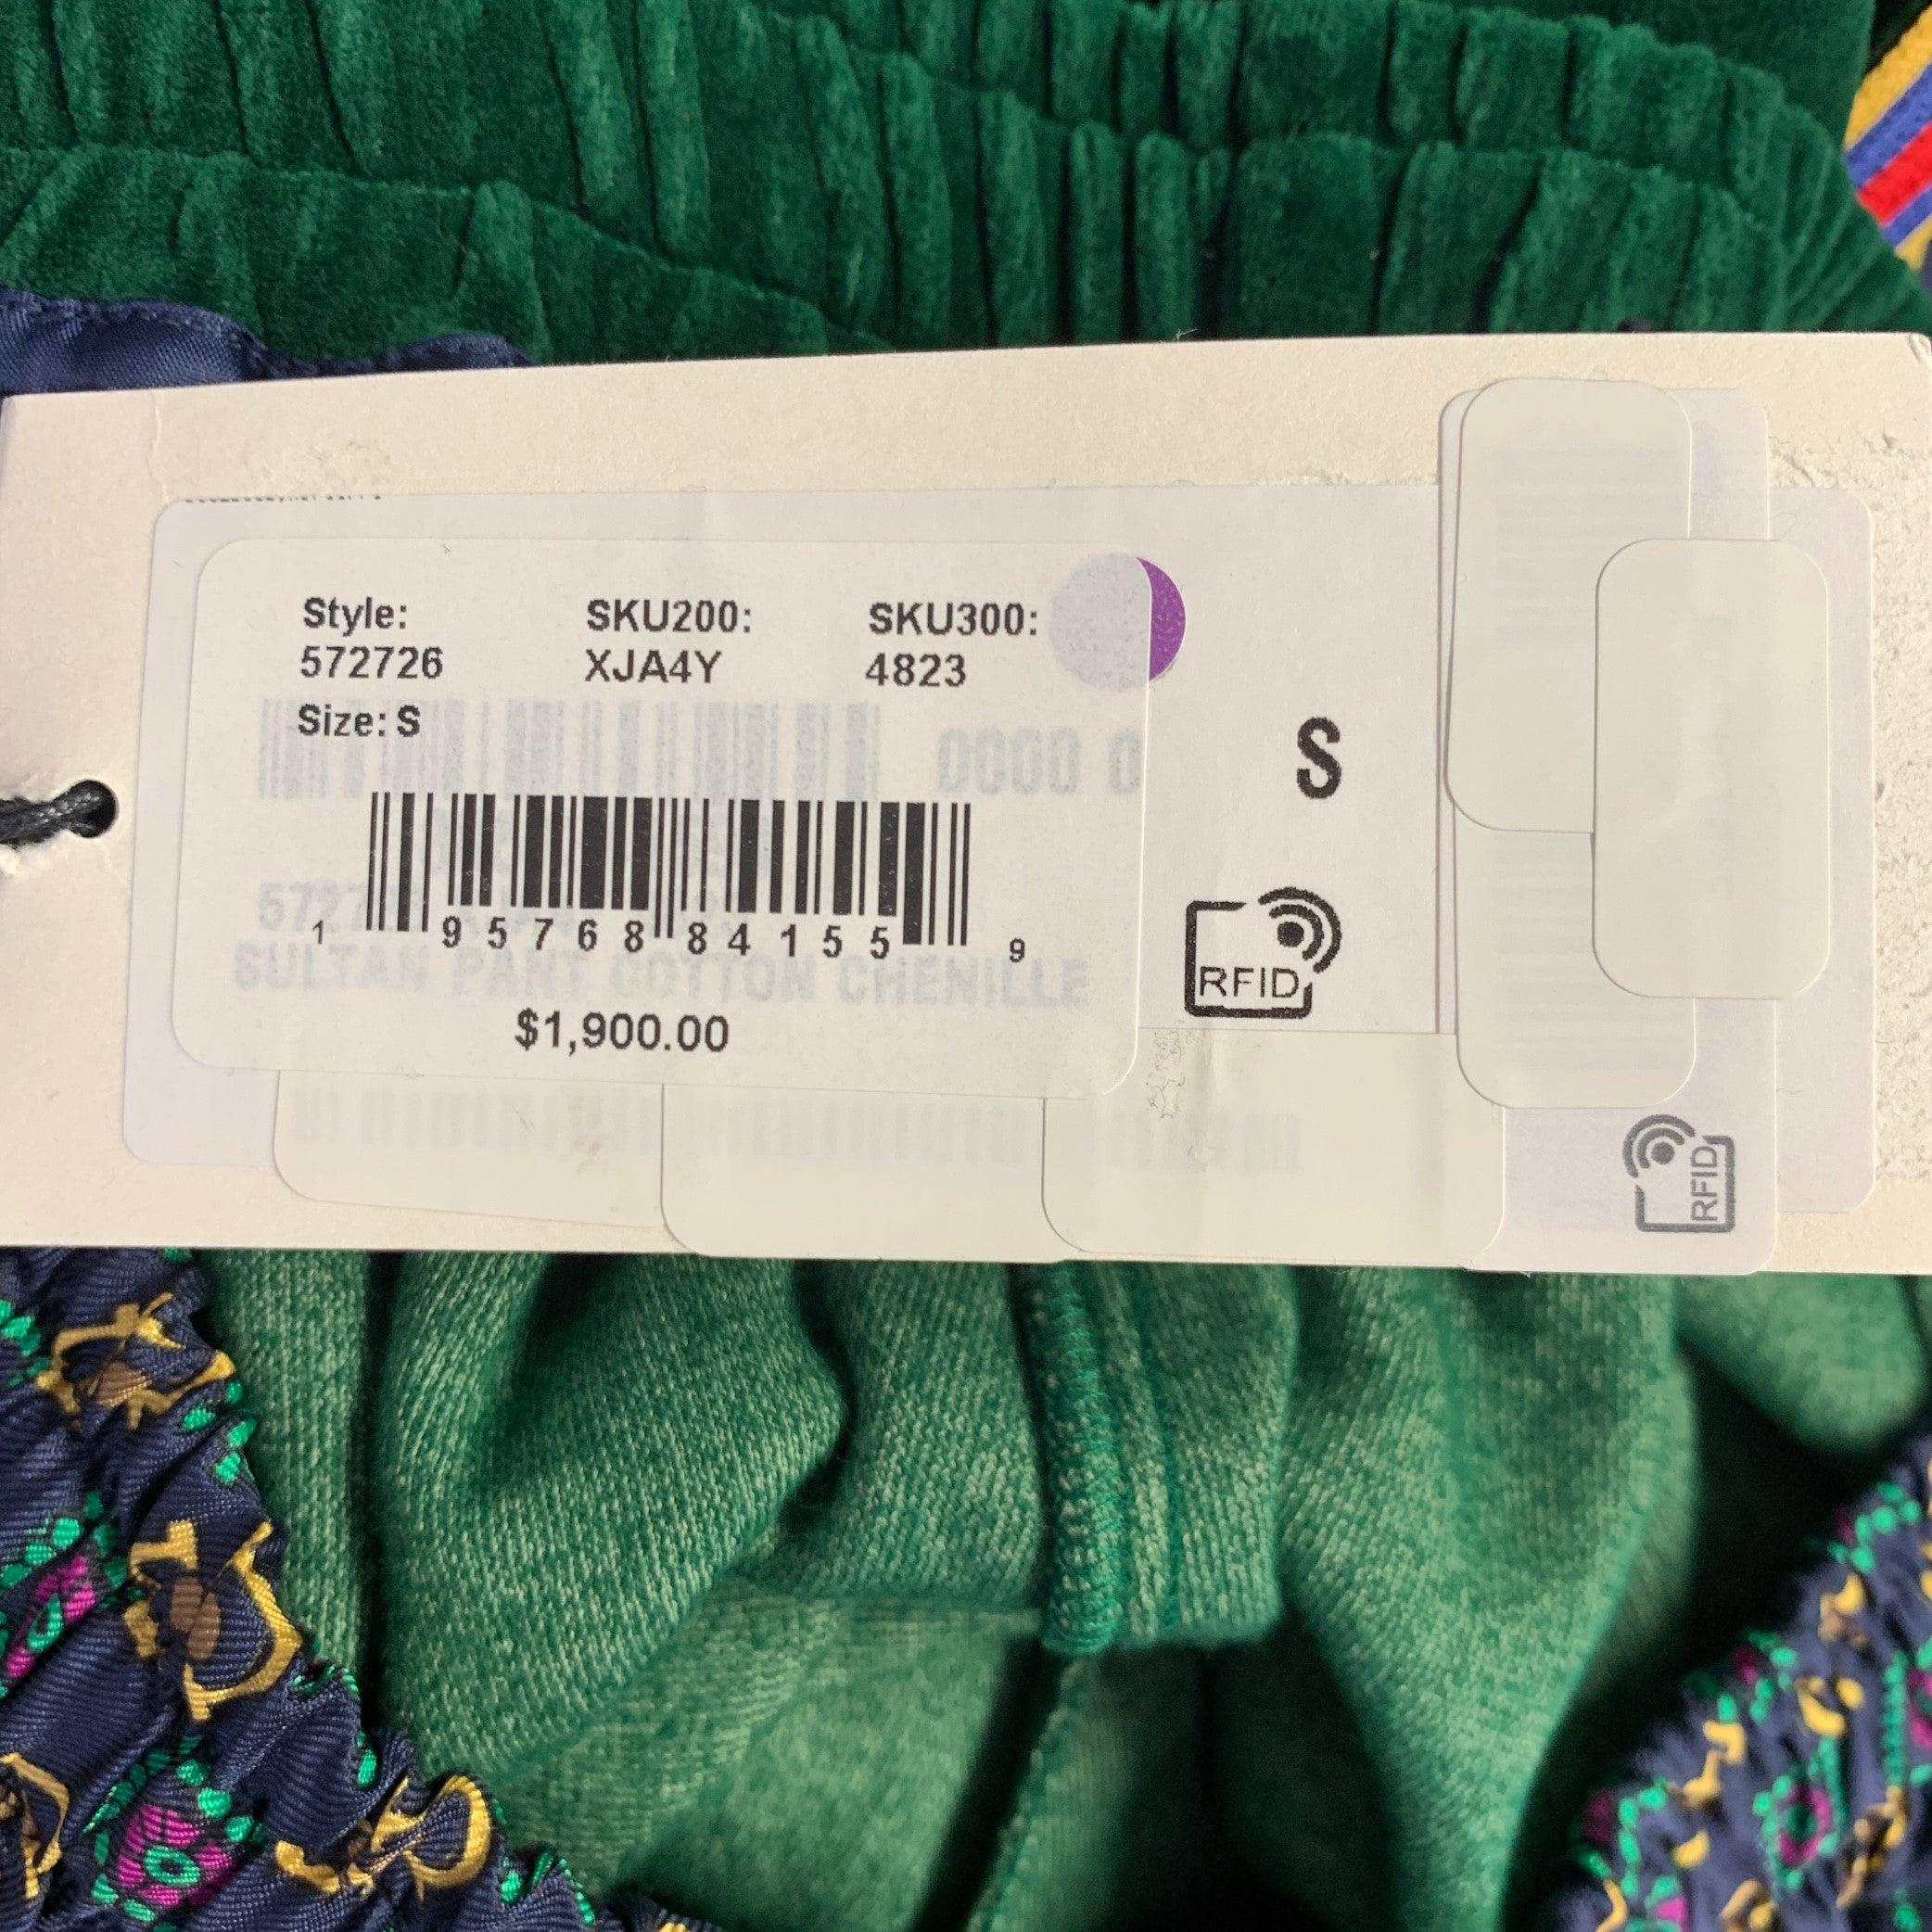 Style: SKU200: SKU300:
572726 XJA4Y 4823
Size: S
0000 0
S
1 95768 84155 9
SULTAN PANT COTTON CHENILLE
$1,900.00
RFID
RFID